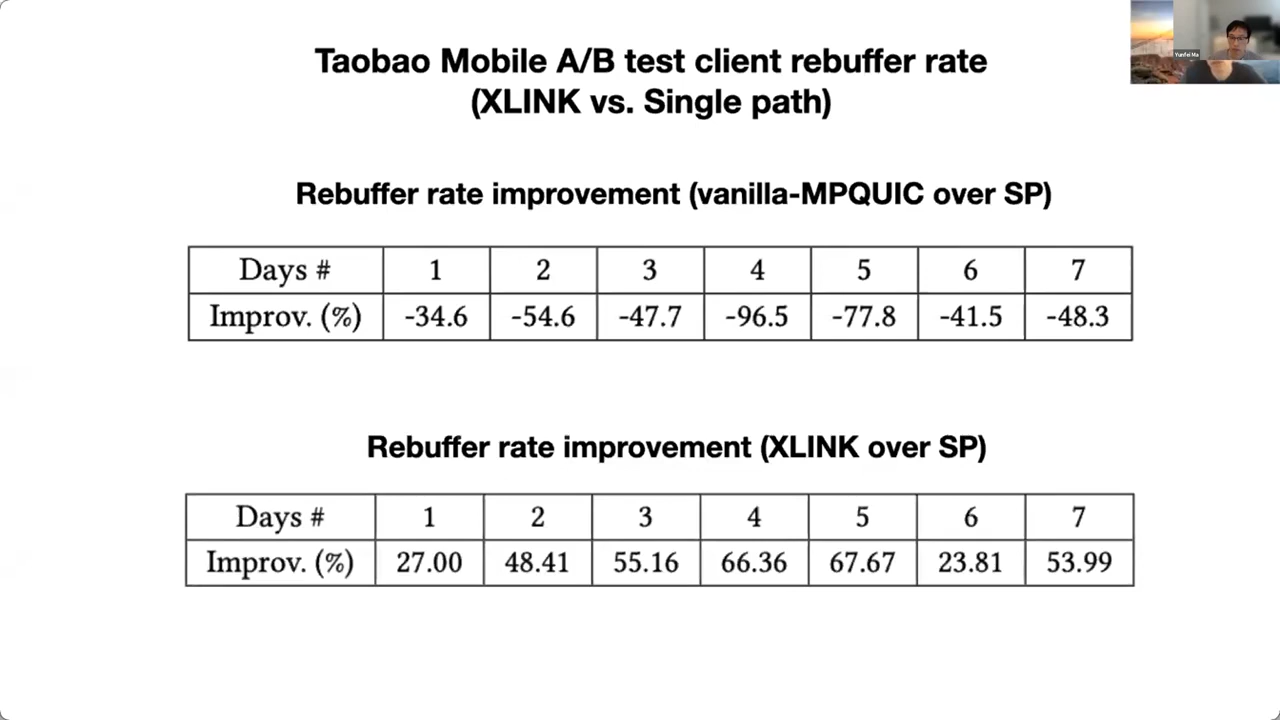 Taobao Mobile A/B test client rebuffer rate
(XLINK vs. Single path)
Yunfei Ma
Rebuffer rate improvement (vanilla-MPQUIC over SP)
Days # 1 2 3 4 5 6 7
Improv. (%) -34.6 -54.6 -47.7 -96.5 -77.8 -41.5 -48.3
Rebuffer rate improvement (XLINK over SP)
Days # 1 2 3 4 5 6 7
Improv. (%) 27.00 48.41 55.16 66.36 67.67 23.81 53.99